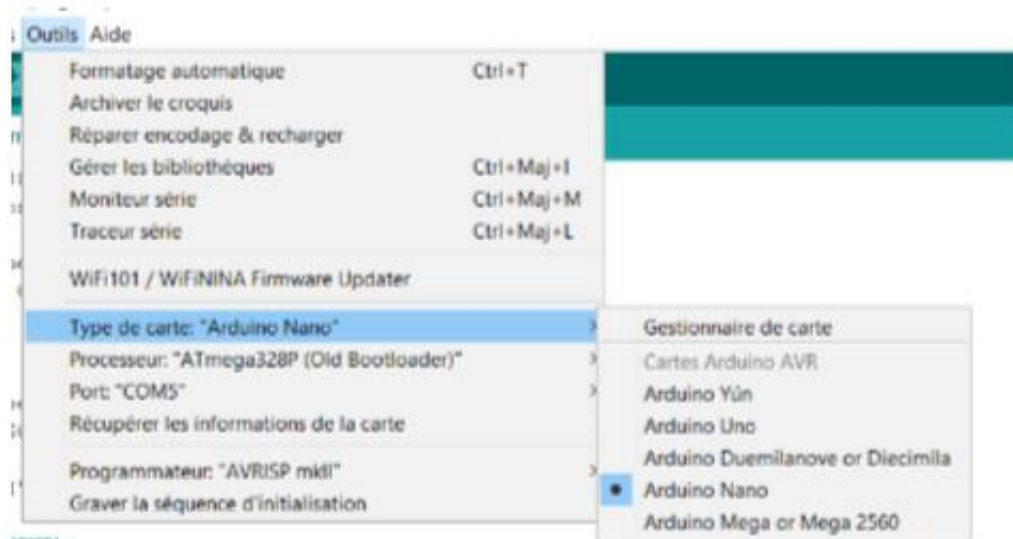 Outils Aide
Formatage automatique Ctrl+T
Archiver le croquis
Réparer encodage & recharger
Gérer les bibliothèques Ctrl+Maj+I
Moniteur série Ctrl+Maj+M
Traceur série Ctrl+Maj+L
WiFi101 / WiFiNINA Firmware Updater
Type de carte: "Arduino Nano"
Processeur: "ATmega328P (Old Bootloader)"
Port: "COM5"
Récupérer les informations de la carte
Programmateur: "AVRISP mkII"
Graver la séquence d'initialisation
Gestionnaire de carte
Cartes Arduino AVR
Arduino Yún
Arduino Uno
Arduino Duemilanove or Diecimila
Arduino Nano
Arduino Mega or Mega 2560